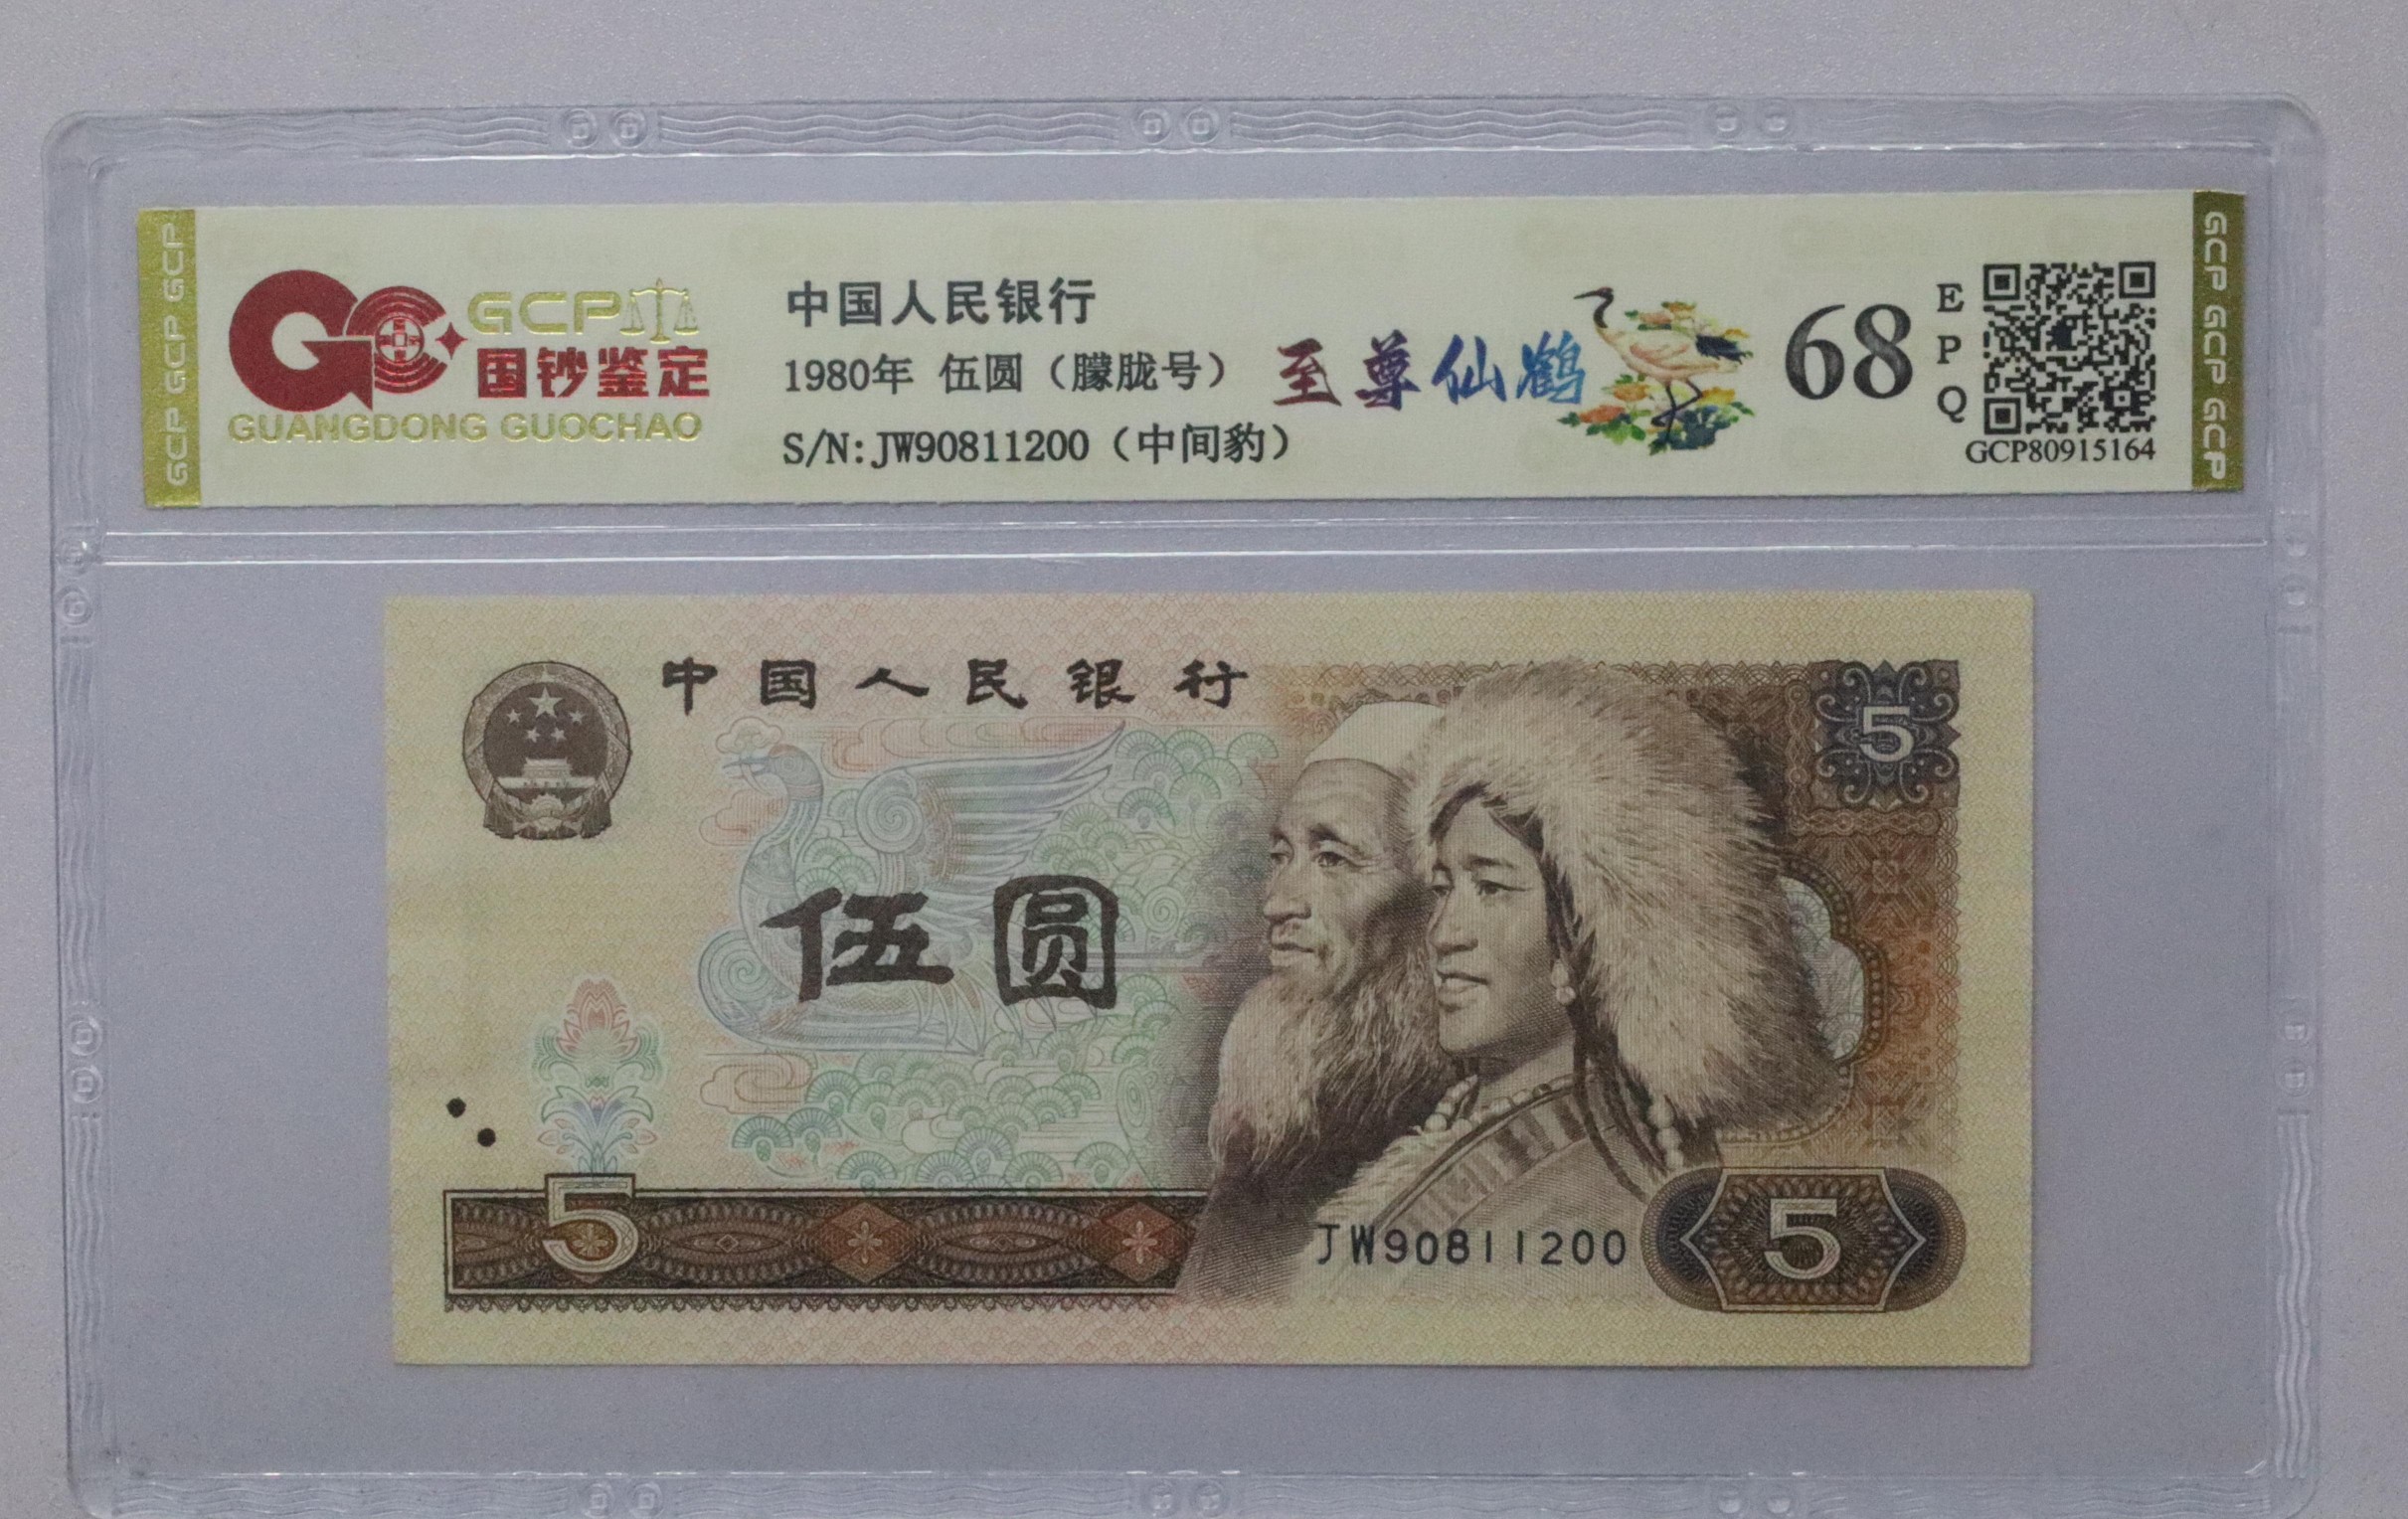 GCP
国钞鉴定
GUANGDONG GUOCHAO
中国人民银行
1980年 伍圆（朦胧号）
S/N:JW90811200（中间豹）
至尊仙鹤
68
E
P
Q
GCP80915164
GCP GCP GCP
GCP GCP GCP
中国人民银行
5
伍圆
5
JW90811200
5